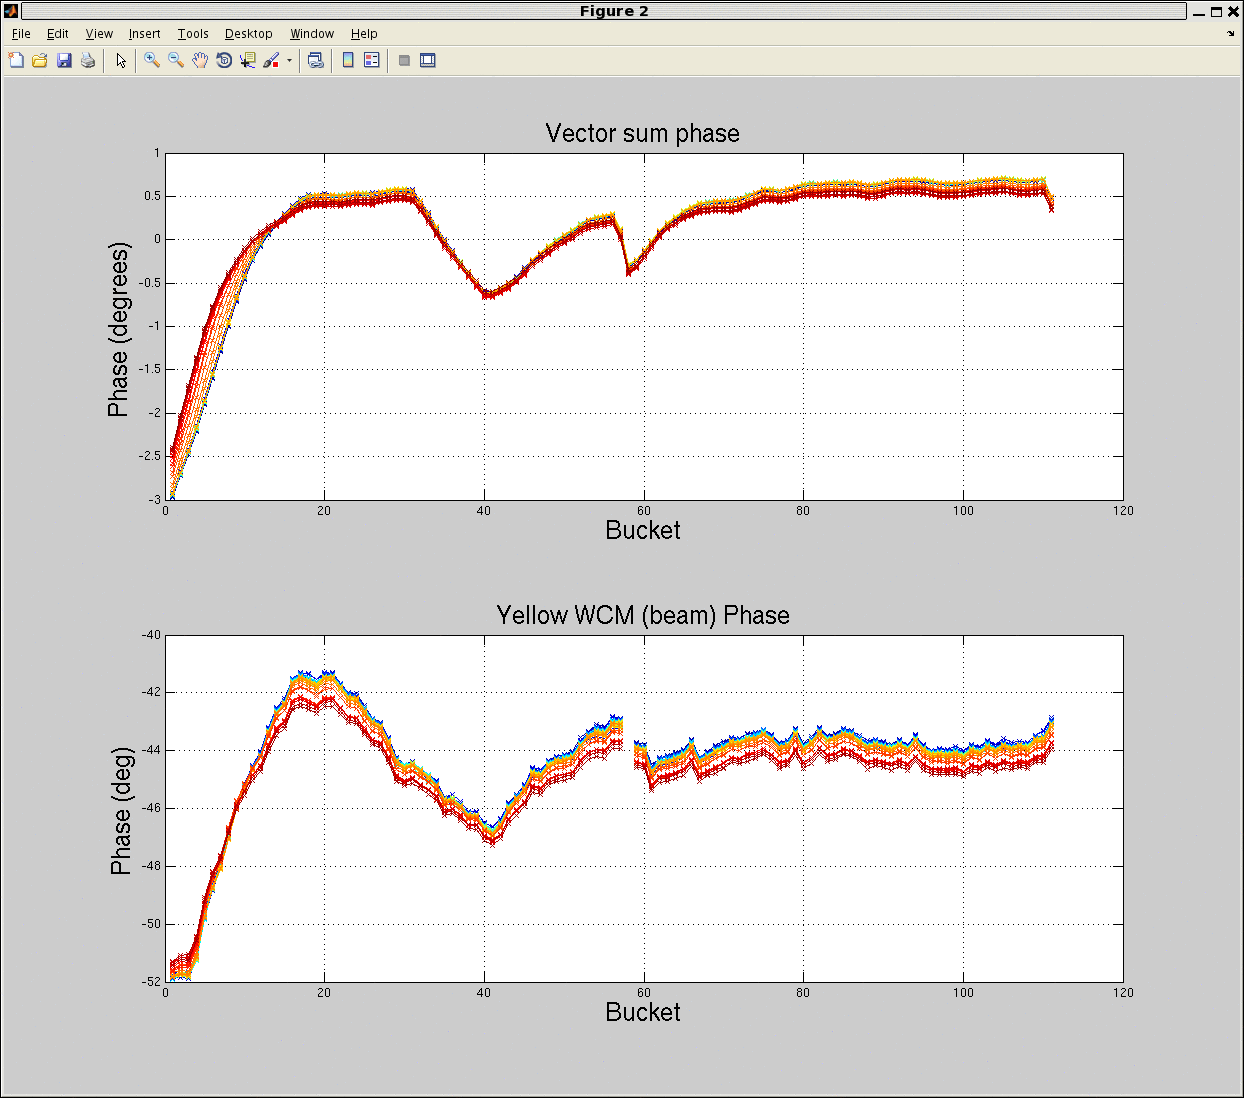 Figure 2
File Edit View Insert Tools Desktop Window Help
Vector sum phase
1
0.5
0
-0.5
-1
-1.5
-2
-2.5
-3
Phase (degrees)
0 20 40 60 80 100 120
Bucket
Yellow WCM (beam) Phase
-40
-42
-44
-46
-48
-50
-52
Phase (deg)
0 20 40 60 80 100 120
Bucket